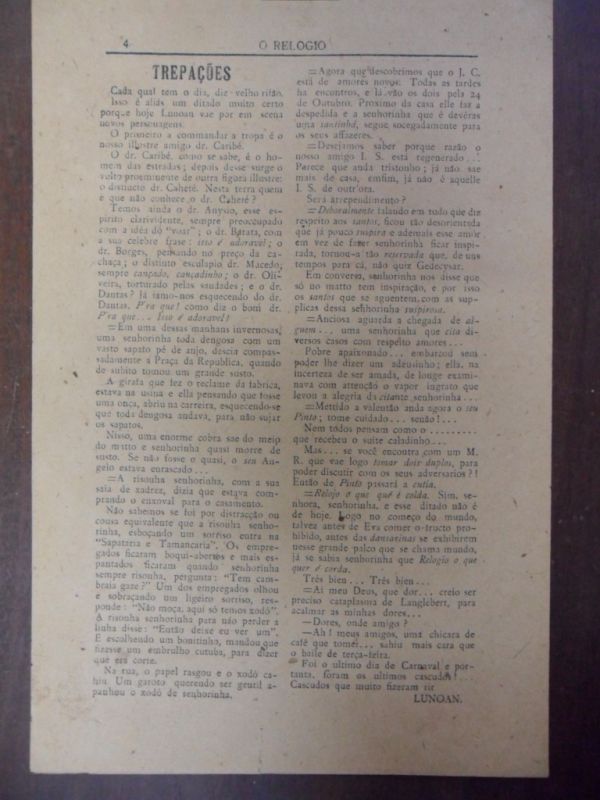 4
O RELOGIO
TREPAÇÕES
Cada qual tem o dia, diz velho rifão.
Isso é aliás um ditado muito certo
porque hoje Lunoan vae por em scena
novos personagens.
O primeiro a commandar a tropa é o
nosso illustre amigo dr. Caribé.
O dr. Caribé, como se sabe, é o ho-
mem das estradas; depois desse surge o
vulto proeminente de outra figura illustre:
o distincto dr. Caheté. Nesta terra quem
e que não conhece o dr. Caheté?
Temos ainda o dr. Anysio, esse es-
pirito clarividente, sempre preoccupado
com a idéa do "voar"; o dr. Barata, com
a sua celebre frase: isso é adoravel; o
dr. Borges, pensando no preço da ca-
chaça; o distincto esculapio dr. Macedo,
sempre cançado, cançadinho; o dr. Oli-
veira, torturado pelas saudades; e o dr.
Dantas? Já iamo-nos esquecendo do dr.
Dantas. P'ra que! como diz o bom dr.
P'ra que... Isso é adoravel!
=Em uma dessas manhans invernosas,
uma senhorinha toda dengosa com um
vasto sapato pé de anjo, descia compas-
sadamente a Praça da Republica, quando
de subito tomou um grande susto.
A girafa que fez o reclame da fabrica,
estava na usina e ella pensando que fosse
uma onça, abriu na carreira, esquecendo-se
que toda dengosa andava, para não sujar
os sapatos.
Nisso, uma enorme cobra sae do meio
do matto e senhorinha quasi morre de
susto. Se não fosse o quasi, o seu An-
gelo estava enrascado...
=A risonha senhorinha, com a sua
saia de xadrez, dizia que estava com-
prando o enxoval para o casamento.
Não sabemos se foi por distracção ou
cousa equivalente que a risonha senho-
rinha, esboçando um sorriso entra na
"Sapataria e Tamancaria". Os empre-
gados ficaram boqui-abertos e mais es-
pantados ficaram quando senhorinha
sempre risonha, pergunta: "Tem cam-
braia gaze?" Um dos empregados olhou
e sobraçando um ligeiro sorriso, res-
ponde: "Não moça, aqui só temos xodó".
A risonha senhorinha para não perder a
linha disse: "Então deixe eu ver um".
E escolhendo um bonitinho, mandou que
fizesse um embrulho cutuba, para dizer
que era corte.
Na rua, o papel rasgou e o xodó ca-
hiu. Um garoto querendo ser gentil a-
panhou o xodó de senhorinha.
=Agora que descobrimos que o J. C.
está de amores novos. Todas as tardes
ha encontros, e lá vão os dois pela 24
de Outubro. Proximo da casa elle faz a
despedida e a senhorinha que é devéras
uma santinha, segue socegadamente para
os seus affazeres.
=Desejamos saber porque razão o
nosso amigo I. S. está regenerado...
Parece que anda tristonho; já não sae
mais de casa, emfim, já não é aquelle
I. S. de outr'ora.
Será arrependimento?
=Debaralmente falando em tudo que diz
respeito aos santos, ficou tão desorientada
que já pouco suspira e ademais esse amôr
em vez de fazer senhorinha ficar inspi-
rada, tornou-a tão reservada que, de uns
tempos para cá, não quiz Gedecysar.
Em conversa, senhorinha nos disse que
só no matto tem inspiração, e por isso
os santos que se aguentem com as sup-
plicas dessa senhorinha suspirosa.
=Anciosa aguarda a chegada de al-
guem... uma senhorinha que cita di-
versos casos com respeito amores...
Pobre apaixonado... embarcou sem
poder lhe dizer um adeusinho; ella, na
incerteza de ser amada, de longe exami-
nava com attenção o vapor ingrato que
levou a alegria da citante senhorinha...
=Mettido a valentão anda agora o seu
Pinto; tome cuidado... senão!...
Nem todos pensam como o .........
que recebeu o suite caladinho...
Mas... se você encontra com um M.
R. que vae logo tomar dois duplos, para
poder discutir com os seus adversarios?!
Então de Pinto passará a cutia.
=Relojo o que qué é colda. Sim, se-
nhora, senhorinha, e esse ditado não é
de hoje. Logo no começo do mundo,
talvez antes de Eva comer o fructo pro-
hibido, antes das dansarinas se exhibirem
nesse grande palco que se chama mundo,
já se sabia senhorinha que Relogio o que
quer é corda.
Três bien... Três bien...
=Ai meu Deus, que dor... creio ser
preciso cataplasma de Langlebert, para
acalmar as minhas dores...
—Dores, onde amigo?
—Ah! meus amigos, uma chicara de
café que tomei... sahiu mais cara que
o baile de terça-feira.
Foi o ultimo dia de Carnaval e por-
tanto, foram os ultimos cascudos!...
Cascudos que muito fizeram rir
LUNOAN.